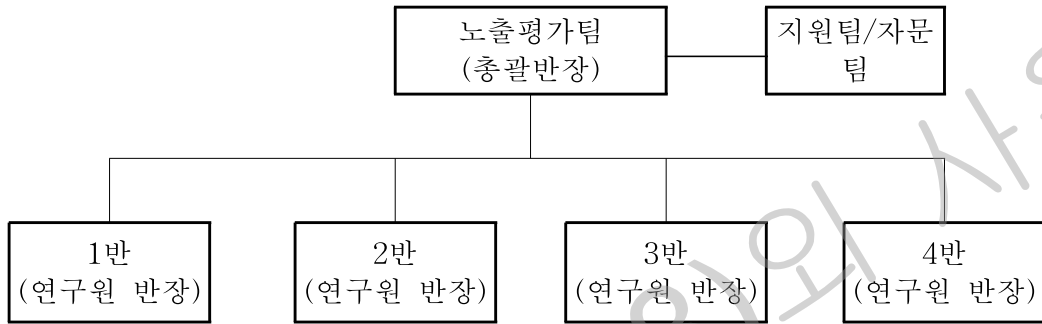 노출평가팀
(총괄반장)
지원팀/자문
팀
1반
(연구원 반장)
2반
(연구원 반장)
3반
(연구원 반장)
4반
(연구원 반장)
외 사